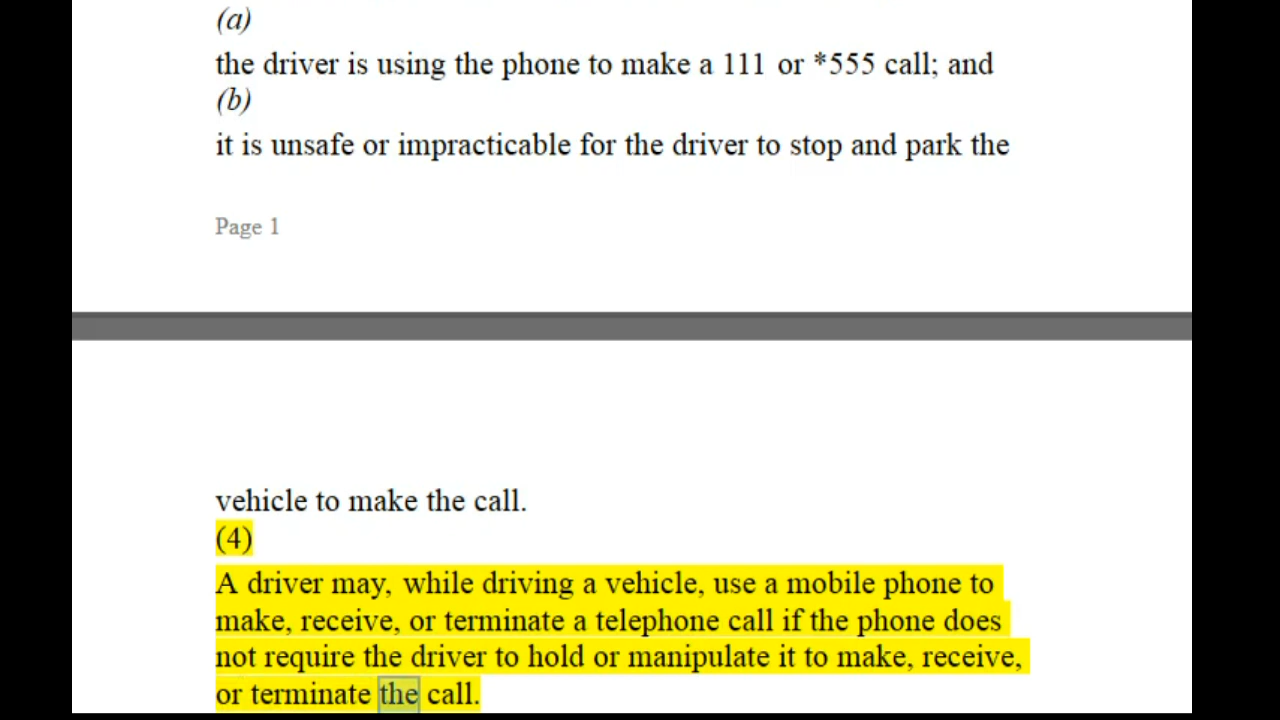 (a)
the driver is using the phone to make a 111 or *555 call; and
(b)
it is unsafe or impracticable for the driver to stop and park the
Page 1
vehicle to make the call.
(4)
A driver may, while driving a vehicle, use a mobile phone to
make, receive, or terminate a telephone call if the phone does
not require the driver to hold or manipulate it to make, receive,
or terminate the call.